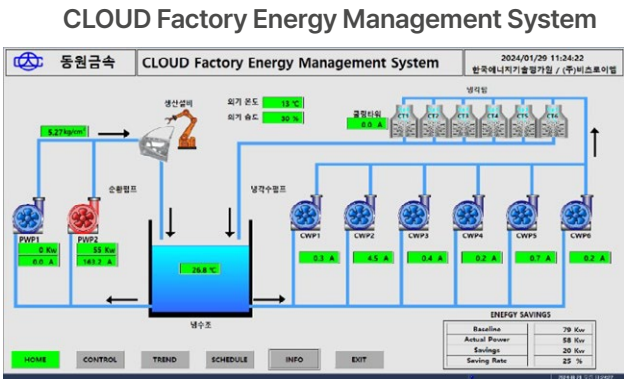 CLOUD Factory Energy Management System
동원금속
CLOUD Factory Energy Management System
2024/01/29 11:24:22
한국에너지기술평가원 / (주)비츠로이엠
생산설비
외기 온도 13 ℃
외기 습도 30 %
냉각탑
쿨링타워
0.0 A
CT1 CT2 CT3 CT4 CT5 CT6
5.27kg/cm²
순환펌프
냉각수펌프
PWP1
0 Kw
0.0 A
PWP2
55 Kw
163.2 A
CWP1 CWP2 CWP3 CWP4 CWP5 CWP6
0.3 A 4.5 A 0.4 A 0.2 A 0.7 A 0.2 A
26.8 ℃
냉수조
ENERGY SAVINGS
Baseline 79 Kw
Actual Power 58 Kw
Savings 20 Kw
Saving Rate 25 %
HOME CONTROL TREND SCHEDULE INFO EXIT